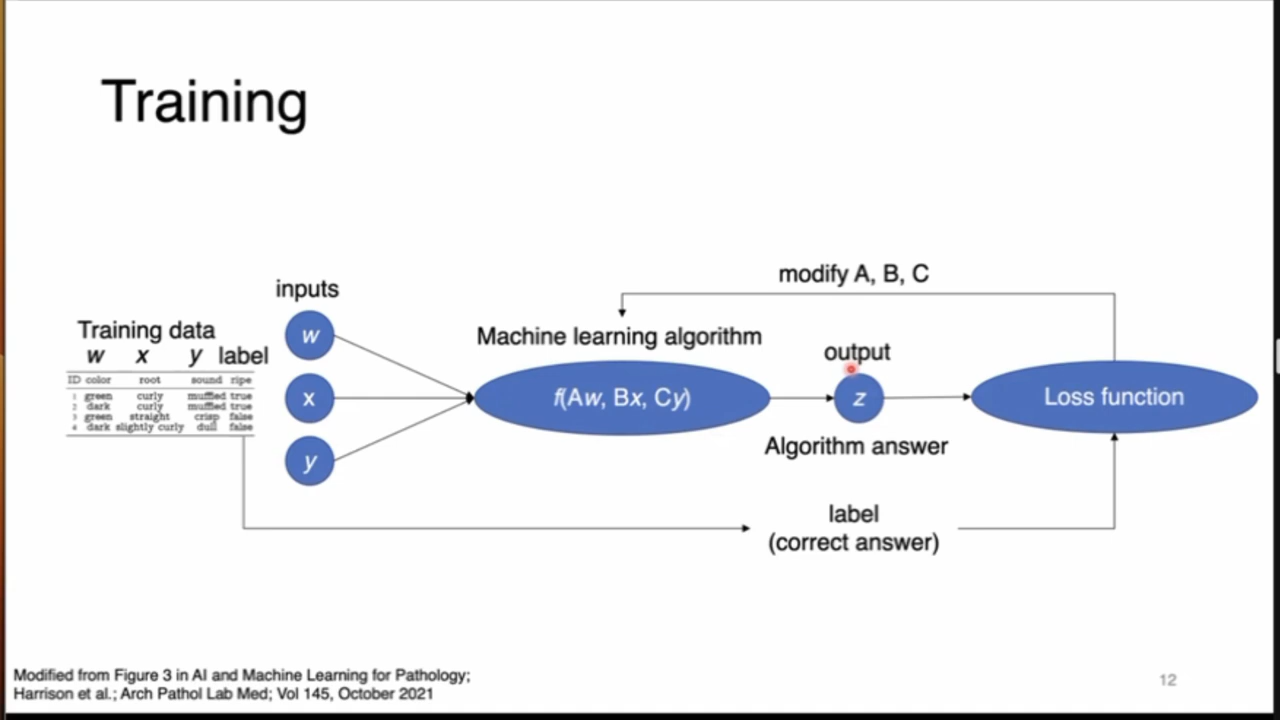 Training
modify A, B, C
inputs
Training data
w x y label
ID color root sound ripe
1 green curly muffled true
2 dark curly muffled true
3 green straight crisp false
4 dark slightly curly dull false
w
x
y
Machine learning algorithm
f(Aw, Bx, Cy)
output
z
Algorithm answer
Loss function
label
(correct answer)
Modified from Figure 3 in AI and Machine Learning for Pathology;
Harrison et al.; Arch Pathol Lab Med; Vol 145, October 2021
12